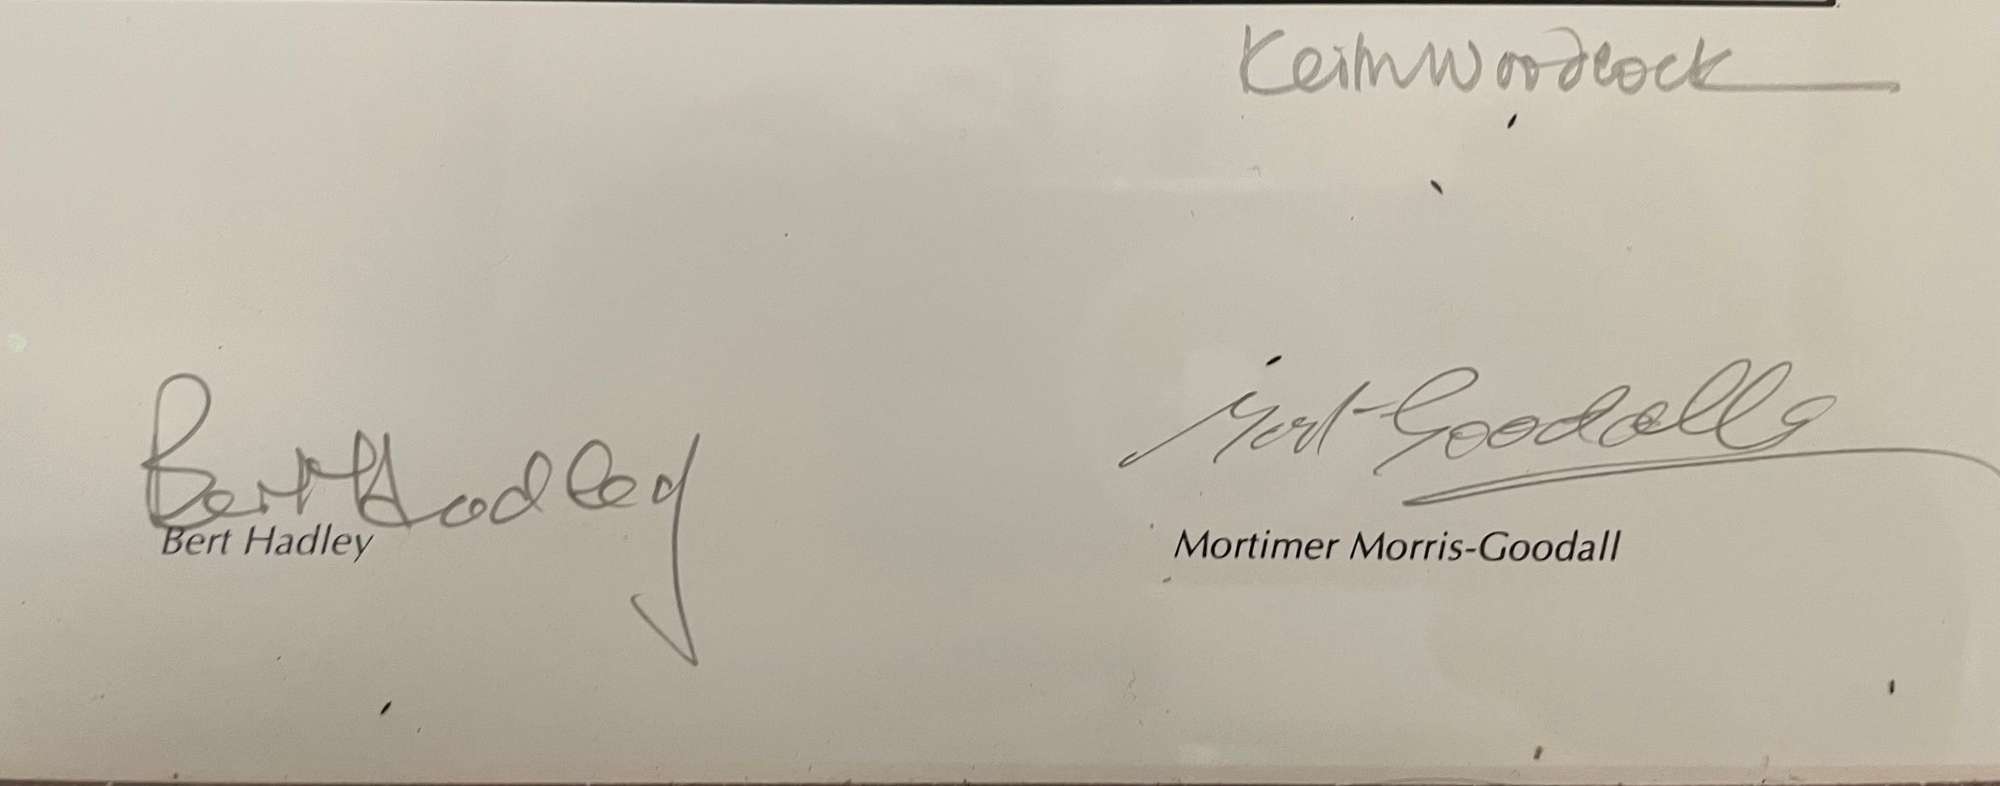 Keith Woodcock
Bert Hadley
Mort Goodall
Bert Hadley
Mortimer Morris-Goodall